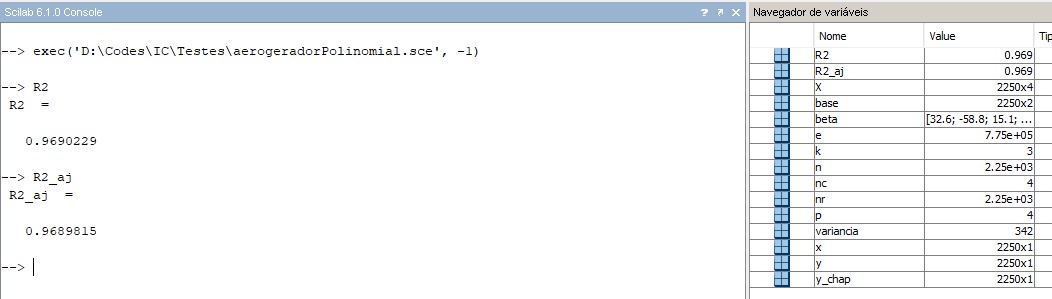 Scilab 6.1.0 Console ? ↗ ×
--> exec('D:\Codes\IC\Testes\aerogeradorPolinomial.sce', -1)
--> R2
R2 =
0.9690229
--> R2_aj
R2_aj =
0.9689815
-->
Navegador de variáveis
Nome Value Tip
R2 0.969
R2_aj 0.969
X 2250x4
base 2250x2
beta [32.6; -58.8; 15.1; ...
e 7.75e+05
k 3
n 2.25e+03
nc 4
nr 2.25e+03
p 4
variancia 342
x 2250x1
y 2250x1
y_chap 2250x1